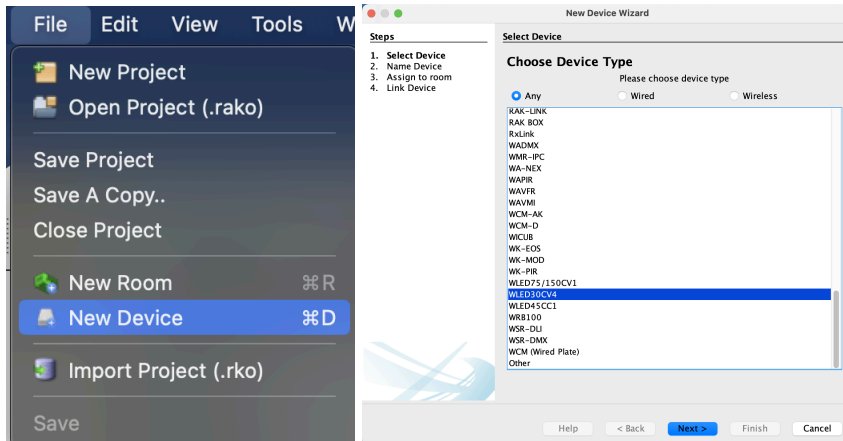 File Edit View Tools W
New Project
Open Project (.rako)
Save Project
Save A Copy..
Close Project
New Room ⌘R
New Device ⌘D
Import Project (.rko)
Save
New Device Wizard
Steps
1. Select Device
2. Name Device
3. Assign to room
4. Link Device
Select Device
Choose Device Type
Please choose device type
Any Wired Wireless
RAK-LINK
RAK BOX
RxLink
WADMX
WMR-IPC
WA-NEX
WAPIR
WAVFR
WAVMI
WCM-AK
WCM-D
WICUB
WK-EOS
WK-MOD
WK-PIR
WLED75/150CV1
WLED30CV4
WLED45CC1
WRB100
WSR-DLI
WSR-DMX
WCM (Wired Plate)
Other
Help < Back Next > Finish Cancel